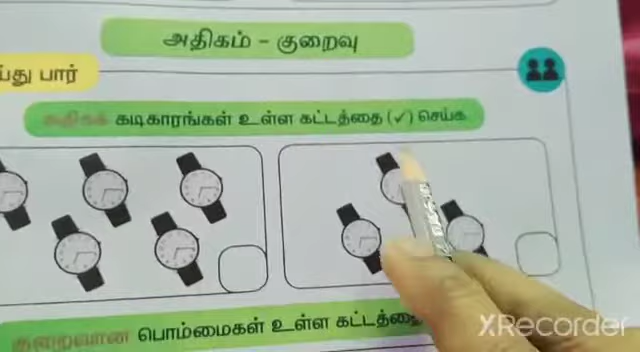 அதிகம் - குறைவு
பார்
அதிகக் கடிகாரங்கள் உள்ள கட்டத்தை (✓) செய்க
குறைவான பொம்மைகள் உள்ள கட்டத்தை
XRecorder